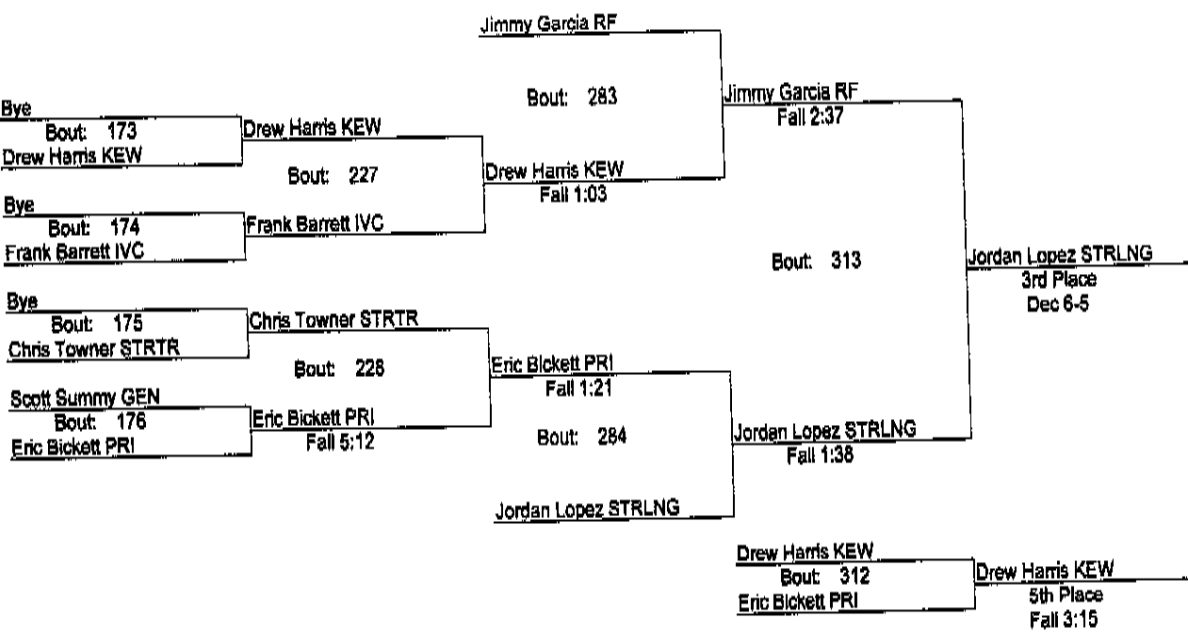 Jimmy Garcia RF
Bout: 283
Jimmy Garcia RF
Fall 2:37
Bye
Bout: 173
Drew Harris KEW
Drew Harris KEW
Bout: 227
Drew Harris KEW
Fall 1:03
Bye
Bout: 174
Frank Barrett IVC
Frank Barrett IVC
Bout: 313
Jordan Lopez STRLNG
3rd Place
Dec 6-5
Bye
Bout: 175
Chris Towner STRTR
Chris Towner STRTR
Bout: 228
Eric Bickett PRI
Fall 1:21
Scott Summy GEN
Bout: 176
Eric Bickett PRI
Eric Bickett PRI
Fall 5:12
Bout: 284
Jordan Lopez STRLNG
Fall 1:38
Jordan Lopez STRLNG
Drew Harris KEW
Bout: 312
Eric Bickett PRI
Drew Harris KEW
5th Place
Fall 3:15